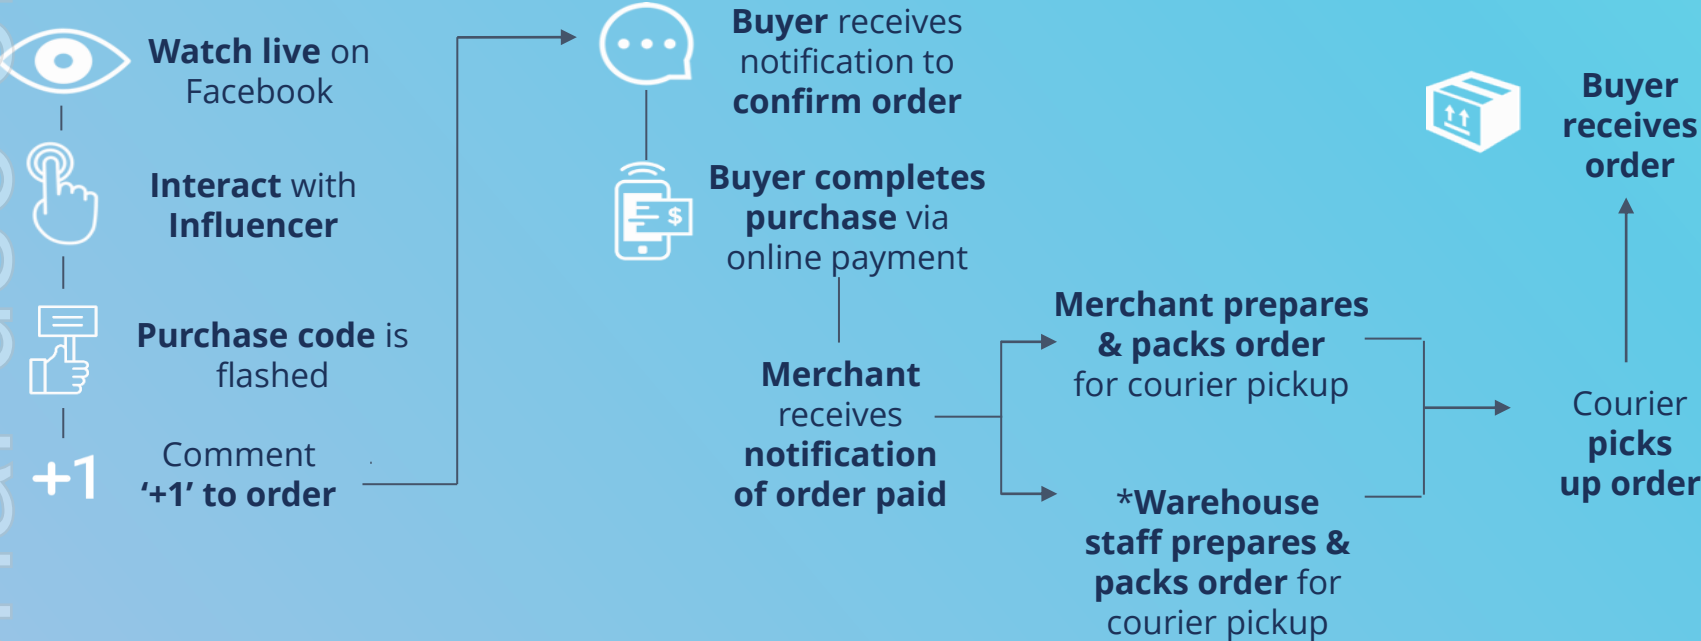 Watch live on
Facebook
Interact with
Influencer
Purchase code is
flashed
+1
Comment
‘+1’ to order
Buyer receives
notification to
confirm order
$
Buyer completes
purchase via
online payment
Merchant
receives
notification
of order paid
Merchant prepares
& packs order
for courier pickup
*Warehouse
staff prepares &
packs order for
courier pickup
Courier
picks
up order
Buyer
receives
order